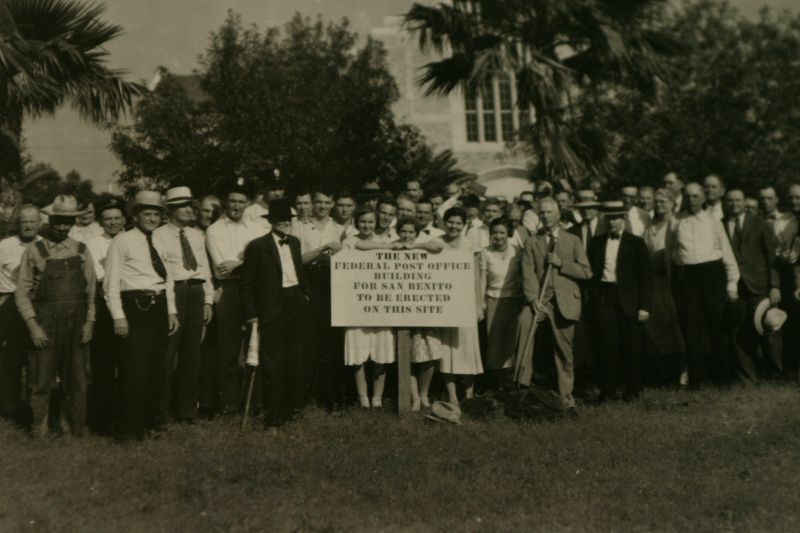 THE NEW
FEDERAL POST OFFICE
BUILDING
FOR SAN BENITO
TO BE ERECTED
ON THIS SITE